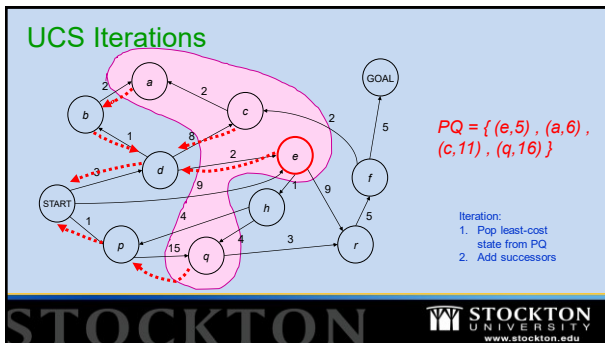 UCS Iterations
GOAL
a
2
b
2
c
2
5
1
8
d
2
e
3
9
1
9
f
START
h
5
4
1
p
15
4
q
3
r
PQ = { (e,5) , (a,6) ,
(c,11) , (q,16) }
Iteration:
1. Pop least-cost
state from PQ
2. Add successors
STOCKTON
STOCKTON
UNIVERSITY
www.stockton.edu